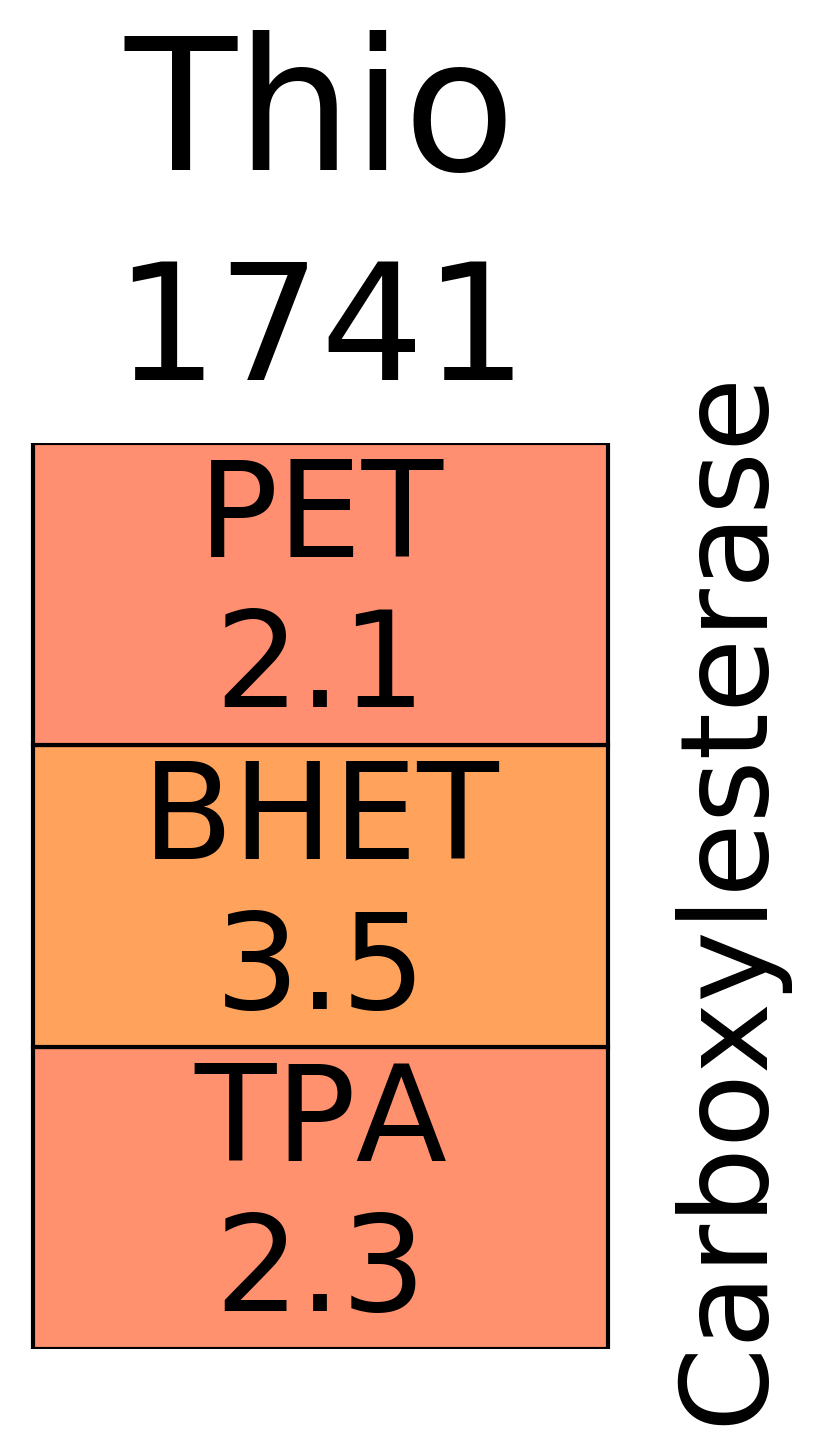 Thio
1741
PET
2.1
BHET
3.5
TPA
2.3
Carboxylesterase